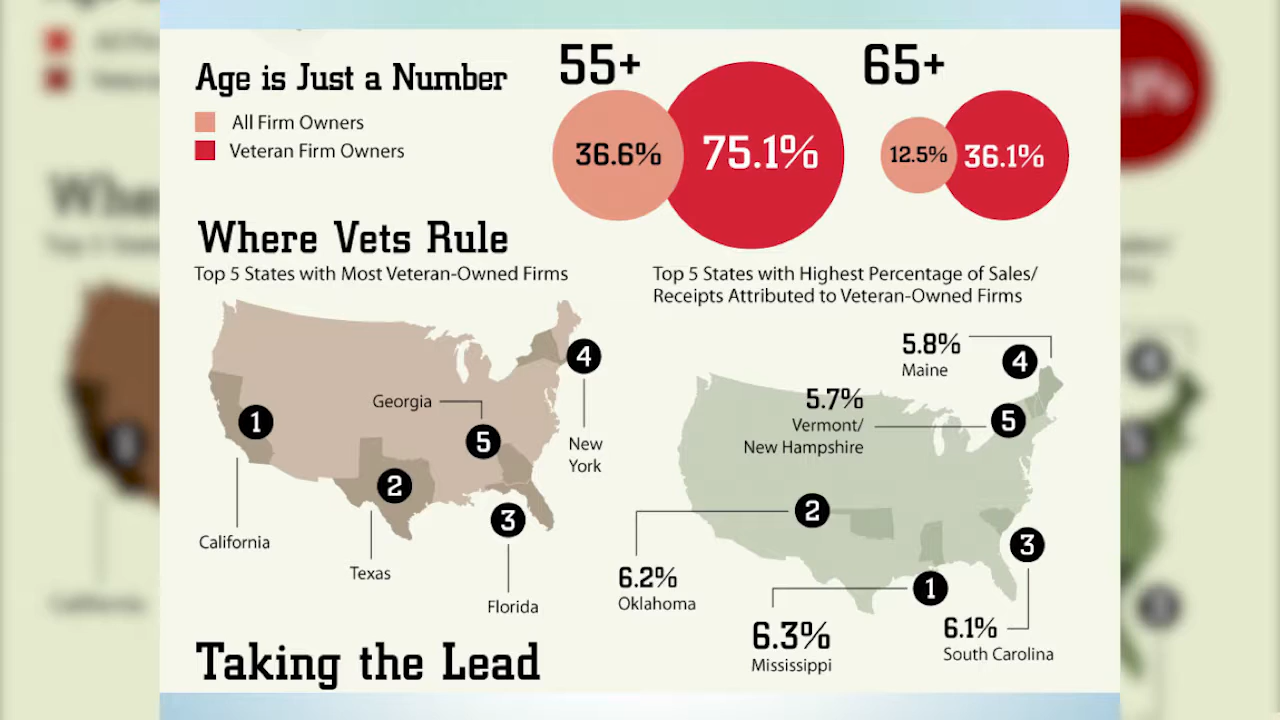 Age is Just a Number
All Firm Owners
Veteran Firm Owners
55+
36.6%
75.1%
65+
12.5%
36.1%
Where Vets Rule
Top 5 States with Most Veteran-Owned Firms
1
California
2
Texas
3
Florida
4
New
York
Georgia
5
Top 5 States with Highest Percentage of Sales/
Receipts Attributed to Veteran-Owned Firms
5.8%
Maine
4
5.7%
Vermont/
New Hampshire
5
2
6.2%
Oklahoma
1
6.3%
Mississippi
3
6.1%
South Carolina
Taking the Lead